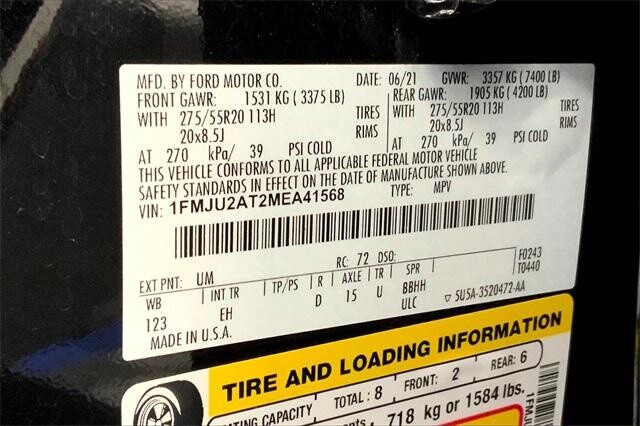 MFD. BY FORD MOTOR CO. DATE: 06/21 GVWR: 3357 KG ( 7400 LB)
FRONT GAWR: 1531 KG ( 3375 LB) REAR GAWR: 1905 KG ( 4200 LB)
WITH 275/55R20 113H TIRES WITH 275/55R20 113H TIRES
20x8.5J RIMS 20x8.5J RIMS
AT 270 kPa/ 39 PSI COLD AT 270 kPa/ 39 PSI COLD
THIS VEHICLE CONFORMS TO ALL APPLICABLE FEDERAL MOTOR VEHICLE
SAFETY STANDARDS IN EFFECT ON THE DATE OF MANUFACTURE SHOWN ABOVE.
VIN: 1FMJU2AT2MEA41568 TYPE: MPV
F0243
T0440
EXT PNT: UM RC: 72 DSO:
WB INT TR TP/PS R AXLE TR SPR
123 EH D 15 U BBHH
ULC ▽ 5U5A-3520472-AA
MADE IN U.S.A.
TIRE AND LOADING INFORMATION
SEATING CAPACITY TOTAL: 8 FRONT: 2 REAR: 6
718 kg or 1584 lbs.